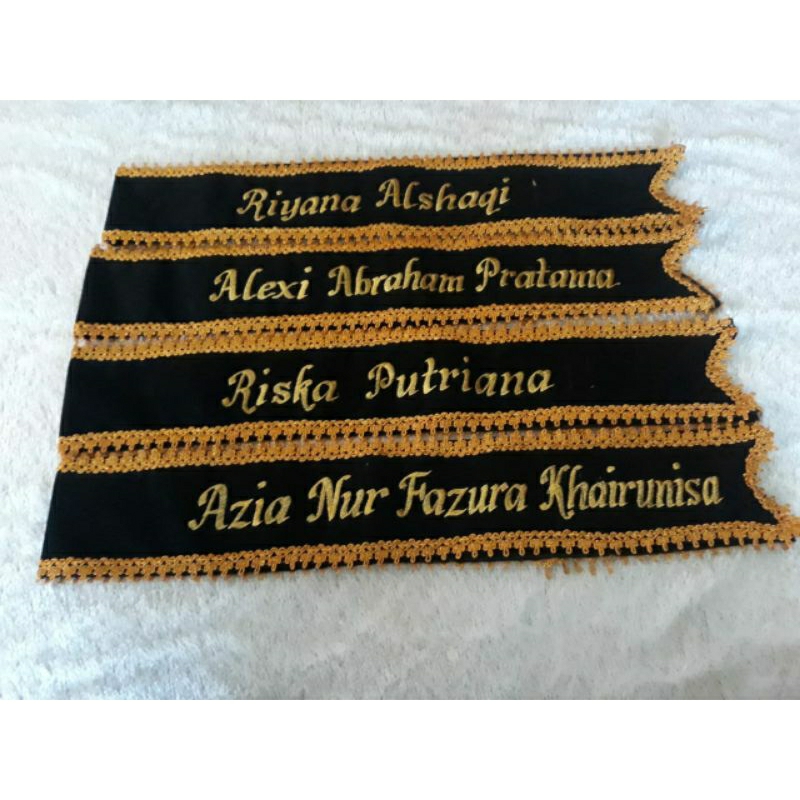 Riyana Alshaqi
Alexi Abraham Pratama
Riska Putriana
Azia Nur Fazura Khairunisa